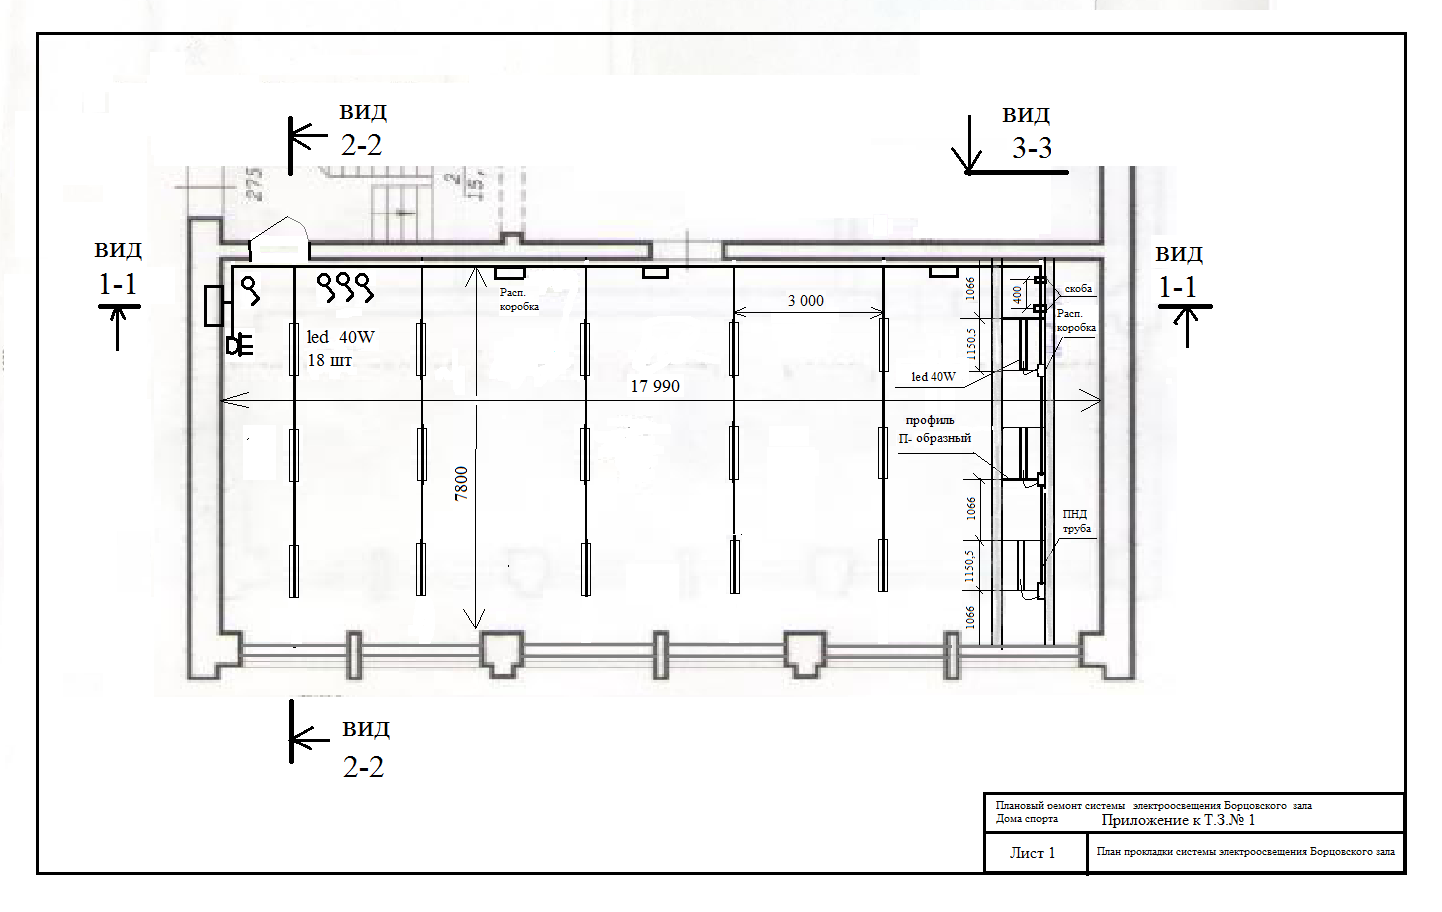 ВИД
2-2
ВИД
3-3
275
2
15,
ВИД
1-1
ВИД
1-1
Расп.
коробка
led 40W
18 шт
3 000
1066
400
скоба
Расп.
коробка
1150,5
led 40W
17 990
профиль
П- образный
7800
1066
ПНД
труба
1150,5
1066
ВИД
2-2
Плановый ремонт системы электроосвещения Борцовского зала
Дома спорта Приложение к Т.З.№ 1
Лист 1
План прокладки системы электроосвещения Борцовского зала